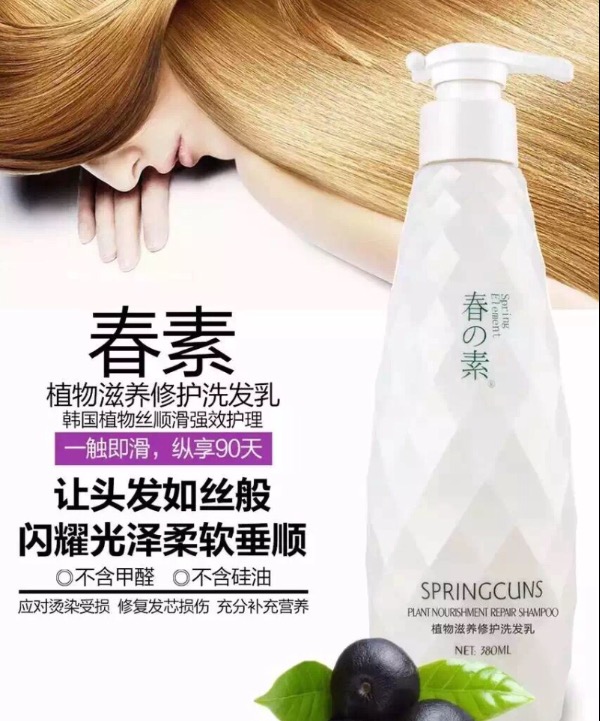 春素
植物滋养修护洗发乳
韩国植物丝顺滑强效护理
一触即滑，纵享90天
让头发如丝般
闪耀光泽柔软垂顺
◎不含甲醛 ◎不含硅油
应对烫染受损 修复发芯损伤 充分补充营养
Spring
Element
春の素
®
SPRINGCUNS
PLANT NOURISHMENT REPAIR SHAMPOO
植物滋养修护洗发乳
NET: 380ML